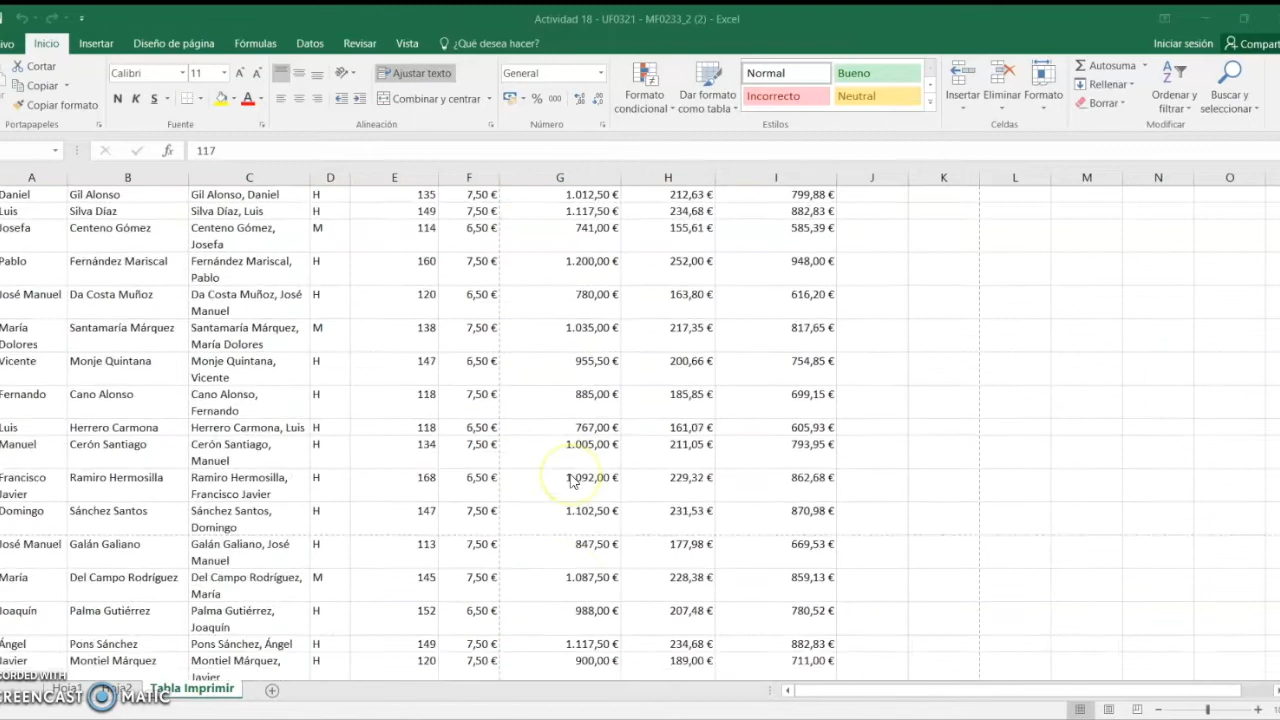 Actividad 18 - UF0321 - MF0233_2 (2) - Excel
ivo Inicio Insertar Diseño de página Fórmulas Datos Revisar Vista ¿Qué desea hacer? Iniciar sesión Compart
Cortar
Copiar
Copiar formato
Portapapeles
Calibri 11
N K S
Fuente
Ajustar texto
Combinar y centrar
Alineación
General
% 000
Número
Formato condicional
Dar formato como tabla
Normal Bueno
Incorrecto Neutral
Estilos
Insertar Eliminar Formato
Celdas
Autosuma
Rellenar
Borrar
Ordenar y filtrar
Buscar y seleccionar
Modificar
fx 117
A B C D E F G H I J K L M N O
Daniel Gil Alonso Gil Alonso, Daniel H 135 7,50 € 1.012,50 € 212,63 € 799,88 €
Luis Silva Díaz Silva Díaz, Luis H 149 7,50 € 1.117,50 € 234,68 € 882,83 €
Josefa Centeno Gómez Centeno Gómez, M 114 6,50 € 741,00 € 155,61 € 585,39 €
Josefa
Pablo Fernández Mariscal Fernández Mariscal, H 160 7,50 € 1.200,00 € 252,00 € 948,00 €
Pablo
José Manuel Da Costa Muñoz Da Costa Muñoz, José H 120 6,50 € 780,00 € 163,80 € 616,20 €
Manuel
María Santamaría Márquez Santamaría Márquez, M 138 7,50 € 1.035,00 € 217,35 € 817,65 €
Dolores María Dolores
Vicente Monje Quintana Monje Quintana, H 147 6,50 € 955,50 € 200,66 € 754,85 €
Vicente
Fernando Cano Alonso Cano Alonso, H 118 7,50 € 885,00 € 185,85 € 699,15 €
Fernando
Luis Herrero Carmona Herrero Carmona, Luis H 118 6,50 € 767,00 € 161,07 € 605,93 €
Manuel Cerón Santiago Cerón Santiago, H 134 7,50 € 1.005,00 € 211,05 € 793,95 €
Manuel
Francisco Ramiro Hermosilla Ramiro Hermosilla, H 168 6,50 € 1.092,00 € 229,32 € 862,68 €
Javier Francisco Javier
Domingo Sánchez Santos Sánchez Santos, H 147 7,50 € 1.102,50 € 231,53 € 870,98 €
Domingo
José Manuel Galán Galiano Galán Galiano, José H 113 7,50 € 847,50 € 177,98 € 669,53 €
Manuel
María Del Campo Rodríguez Del Campo Rodríguez, M 145 7,50 € 1.087,50 € 228,38 € 859,13 €
María
Joaquín Palma Gutiérrez Palma Gutiérrez, H 152 6,50 € 988,00 € 207,48 € 780,52 €
Joaquín
Ángel Pons Sánchez Pons Sánchez, Ángel H 149 7,50 € 1.117,50 € 234,68 € 882,83 €
Javier Montiel Márquez Montiel Márquez, H 120 7,50 € 900,00 € 189,00 € 711,00 €
Javier
CORDED WITH
Hoja1 Hoja2 Tabla Imprimir
SCREENCAST MATIC